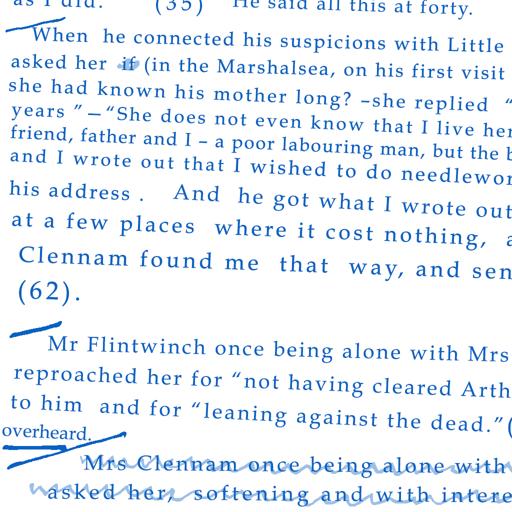 as I did. (35) He said all this at forty.
When he connected his suspicions with Little
asked her if (in the Marshalsea, on his first visit
she had known his mother long? –she replied “
years ” —“She does not even know that I live her
friend, father and I – a poor labouring man, but the b
and I wrote out that I wished to do needlewor
his address . And he got what I wrote out
at a few places where it cost nothing, a
Clennam found me that way, and sen
(62).
Mr Flintwinch once being alone with Mrs
reproached her for “not having cleared Arth
to him and for “leaning against the dead.”(
overheard.
Mrs Clennam once being alone with
asked her, softening and with intere